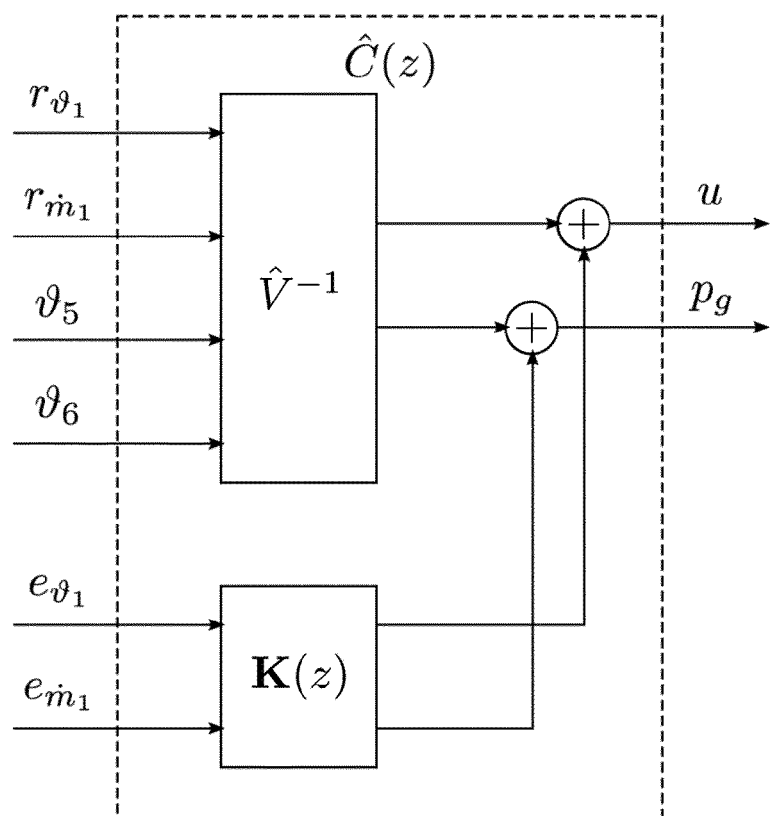 Ĉ(z)
r_{ϑ_1}
r_{ṁ_1}
V̂^{−1}
u
+
ϑ_5
p_g
+
ϑ_6
e_{ϑ_1}
K(z)
e_{ṁ_1}